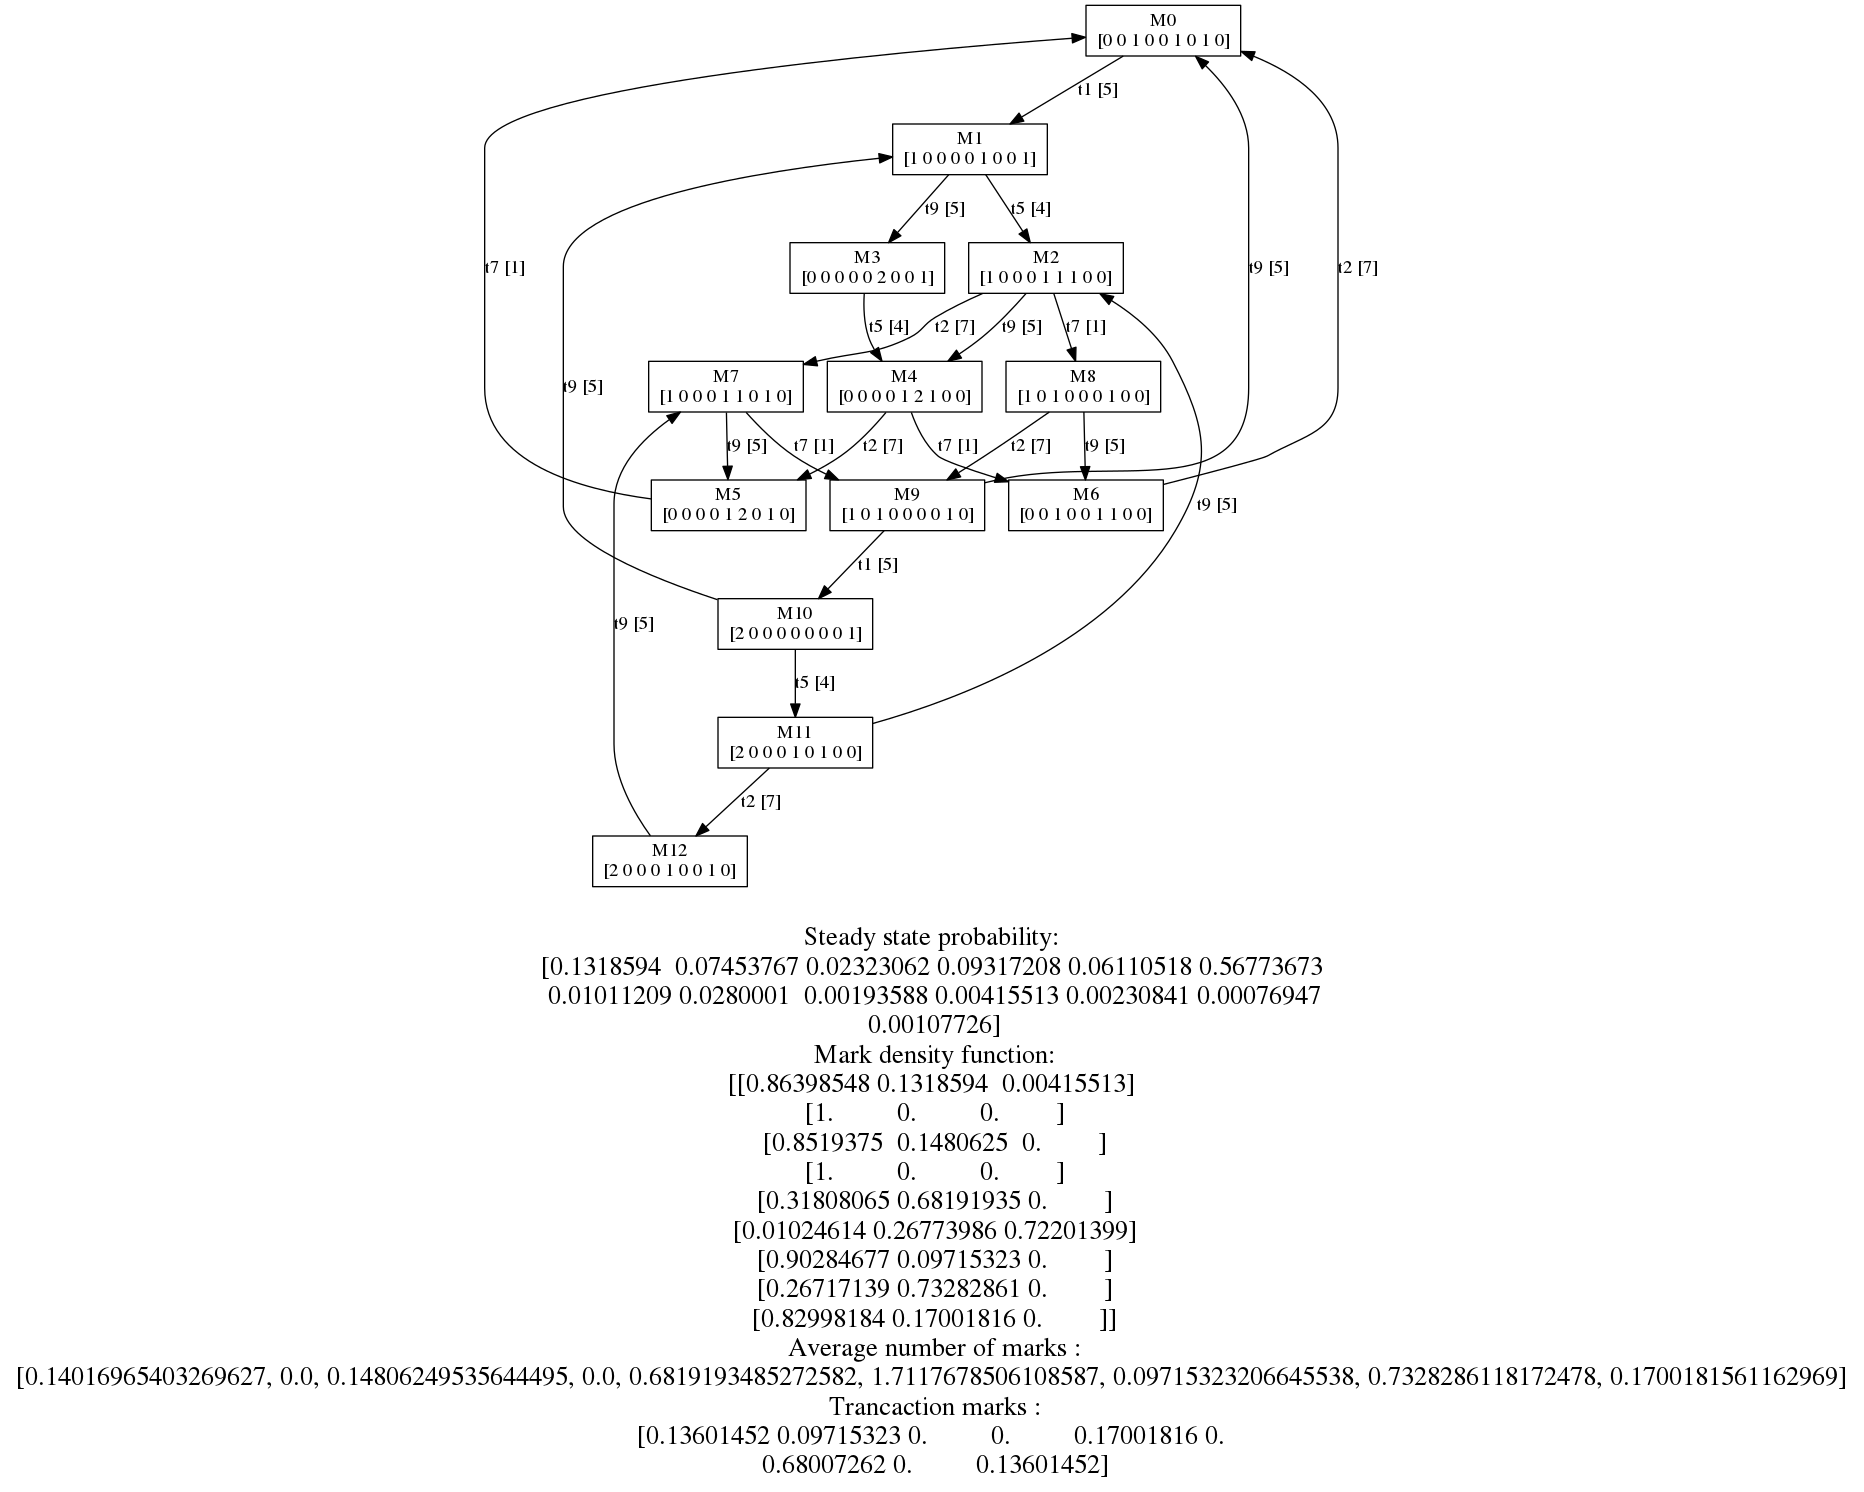 M0
[0 0 1 0 0 1 0 1 0]
t1 [5]
M1
[1 0 0 0 0 1 0 0 1]
t9 [5]
t5 [4]
M3
[0 0 0 0 0 2 0 0 1]
M2
[1 0 0 0 1 1 1 0 0]
t7 [1]
t9 [5]
t2 [7]
t5 [4]
t2 [7]
t9 [5]
t7 [1]
M7
[1 0 0 0 1 1 0 1 0]
M4
[0 0 0 0 1 2 1 0 0]
M8
[1 0 1 0 0 0 1 0 0]
t9 [5]
t9 [5]
t7 [1]
t2 [7]
t7 [1]
t2 [7]
t9 [5]
M5
[0 0 0 0 1 2 0 1 0]
M9
[1 0 1 0 0 0 0 1 0]
M6
[0 0 1 0 0 1 1 0 0]
t9 [5]
t1 [5]
M10
[2 0 0 0 0 0 0 0 1]
t9 [5]
t5 [4]
M11
[2 0 0 0 1 0 1 0 0]
t2 [7]
M12
[2 0 0 0 1 0 0 1 0]
Steady state probability:
[0.1318594 0.07453767 0.02323062 0.09317208 0.06110518 0.56773673
0.01011209 0.0280001 0.00193588 0.00415513 0.00230841 0.00076947
0.00107726]
Mark density function:
[[0.86398548 0.1318594 0.00415513]
[1. 0. 0. ]
[0.8519375 0.1480625 0. ]
[1. 0. 0. ]
[0.31808065 0.68191935 0. ]
[0.01024614 0.26773986 0.72201399]
[0.90284677 0.09715323 0. ]
[0.26717139 0.73282861 0. ]
[0.82998184 0.17001816 0. ]]
Average number of marks :
[0.14016965403269627, 0.0, 0.14806249535644495, 0.0, 0.6819193485272582, 1.7117678506108587, 0.09715323206645538, 0.7328286118172478, 0.1700181561162969]
Trancaction marks :
[0.13601452 0.09715323 0. 0. 0.17001816 0.
0.68007262 0. 0.13601452]